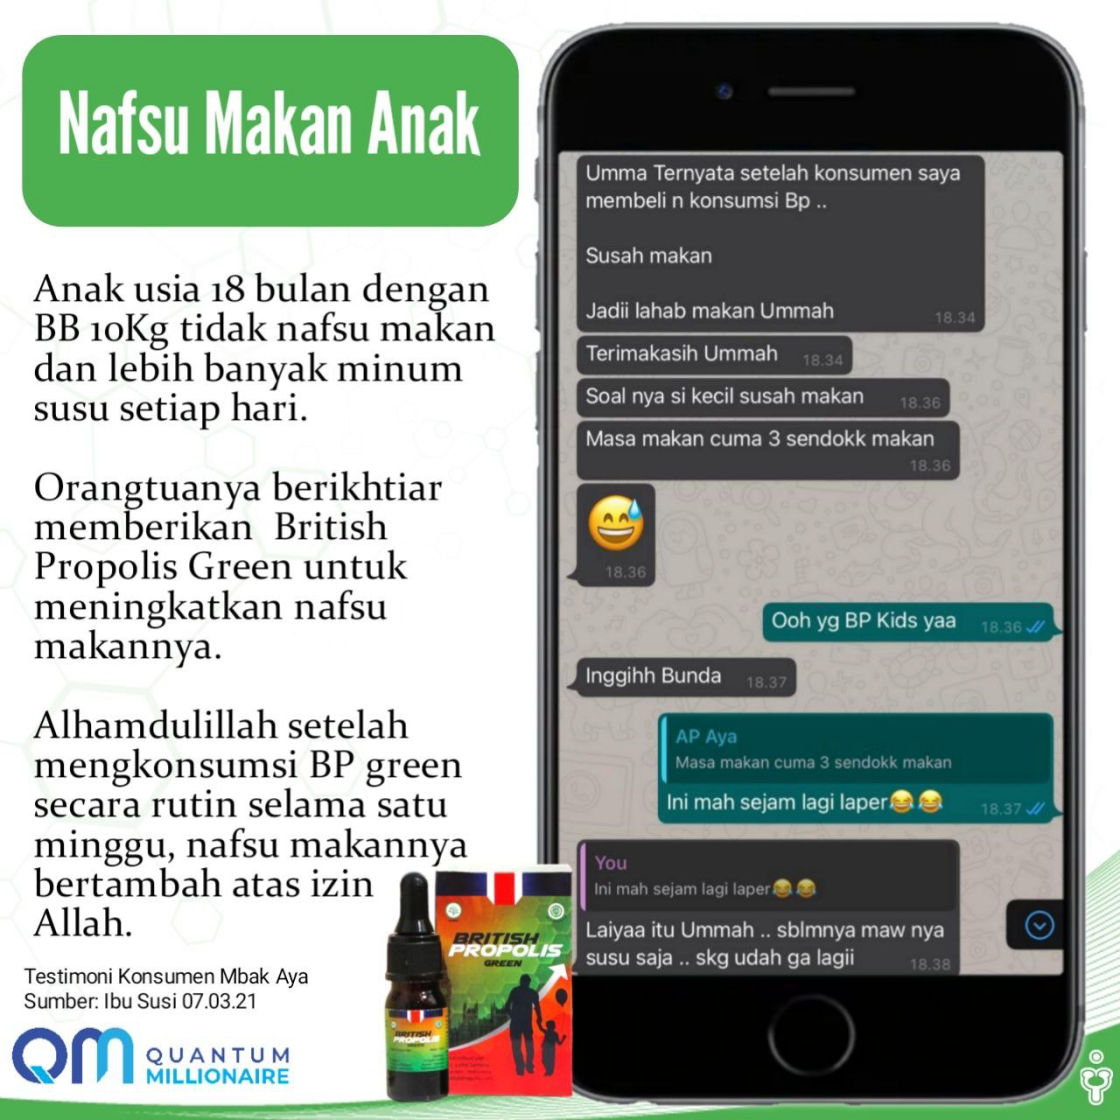 Nafsu Makan Anak
Anak usia 18 bulan dengan
BB 10Kg tidak nafsu makan
dan lebih banyak minum
susu setiap hari.
Orangtuanya berikhtiar
memberikan British
Propolis Green untuk
meningkatkan nafsu
makannya.
Alhamdulillah setelah
mengkonsumsi BP green
secara rutin selama satu
minggu, nafsu makannya
bertambah atas izin
Allah.
Testimoni Konsumen Mbak Aya
Sumber: Ibu Susi 07.03.21
QM QUANTUM
MILLIONAIRE
BRITISH
PROPOLIS
GREEN
BRITISH
PROPOLIS
Umma Ternyata setelah konsumen saya
membeli n konsumsi Bp ..
Susah makan
Jadii lahab makan Ummah 18.34
Terimakasih Ummah 18.34
Soal nya si kecil susah makan 18.36
Masa makan cuma 3 sendokk makan
18.36
18.36
Ooh yg BP Kids yaa 18.36
Inggihh Bunda 18.37
AP Aya
Masa makan cuma 3 sendokk makan
Ini mah sejam lagi laper😂😂 18.37
You
Ini mah sejam lagi laper😂😂
Laiyaa itu Ummah .. sblmnya maw nya
susu saja .. skg udah ga lagii 18.38